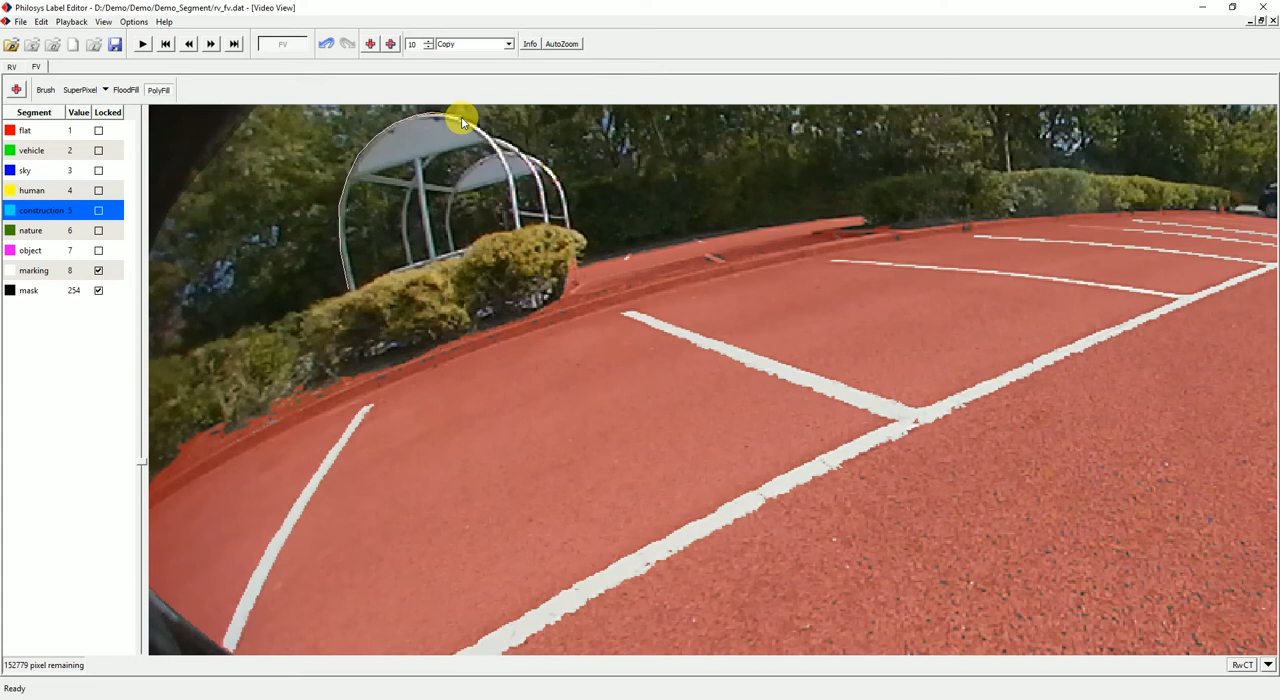 Philosys Label Editor - D:/Demo/Demo/Demo_Segment/rv_fv.dat - [Video View]
File Edit Playback View Options Help
FV 10 Copy Info AutoZoom
RV FV
Brush SuperPixel FloodFill PolyFill
Segment Value Locked
flat 1
vehicle 2
sky 3
human 4
construction 5
nature 6
object 7
marking 8
mask 254
152779 pixel remaining RwCT
Ready